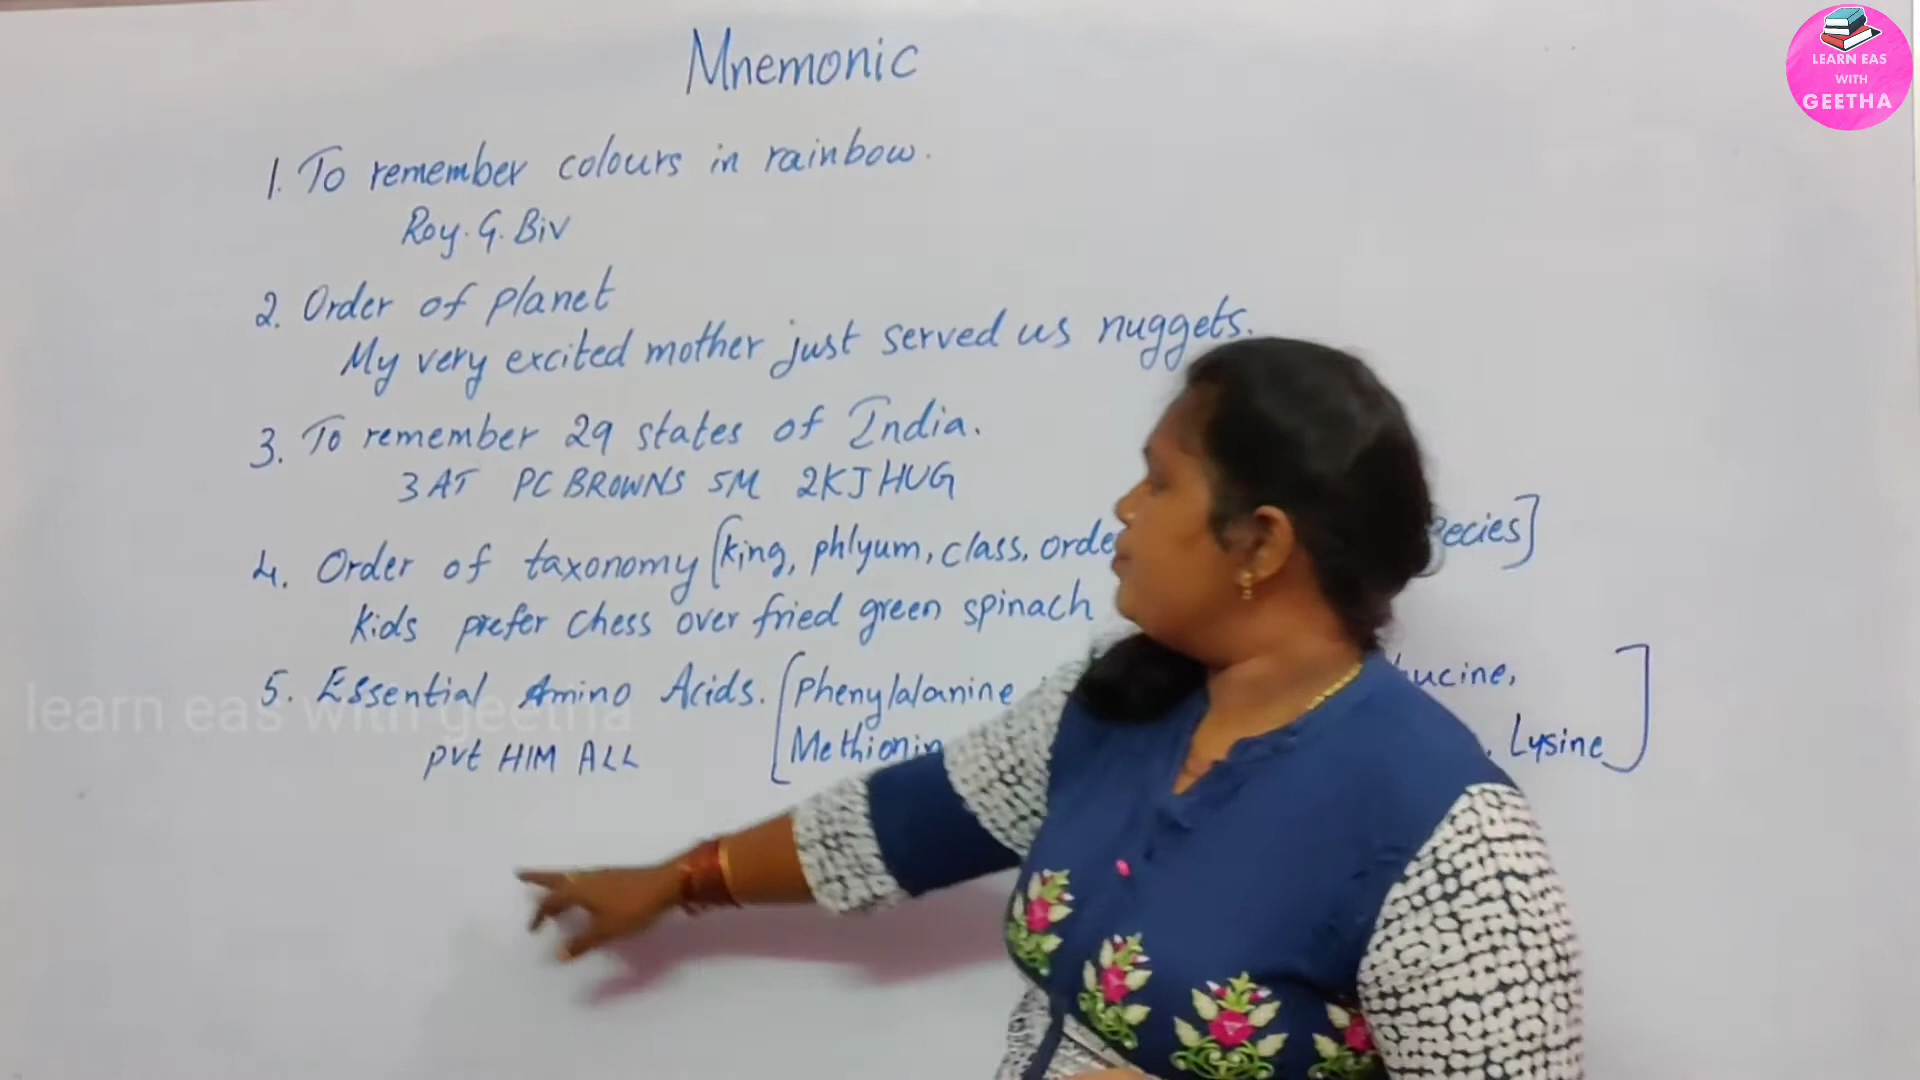 Mnemonic
1. To remember colours in rainbow.
Roy. G. Biv
2. Order of planet
My very excited mother just served us nuggets.
3. To remember 29 states of India.
3 AT PC BROWNS 5M 2KJ HUG
4. Order of taxonomy [king, phlyum, class, orde ecies]
Kids prefer chess over fried green spinach
5. Essential Amino Acids. [Phenylalanine ucine,
PVt HIM ALL [Methionin , Lysine]
learn eas with geetha
LEARN EAS
WITH
GEETHA